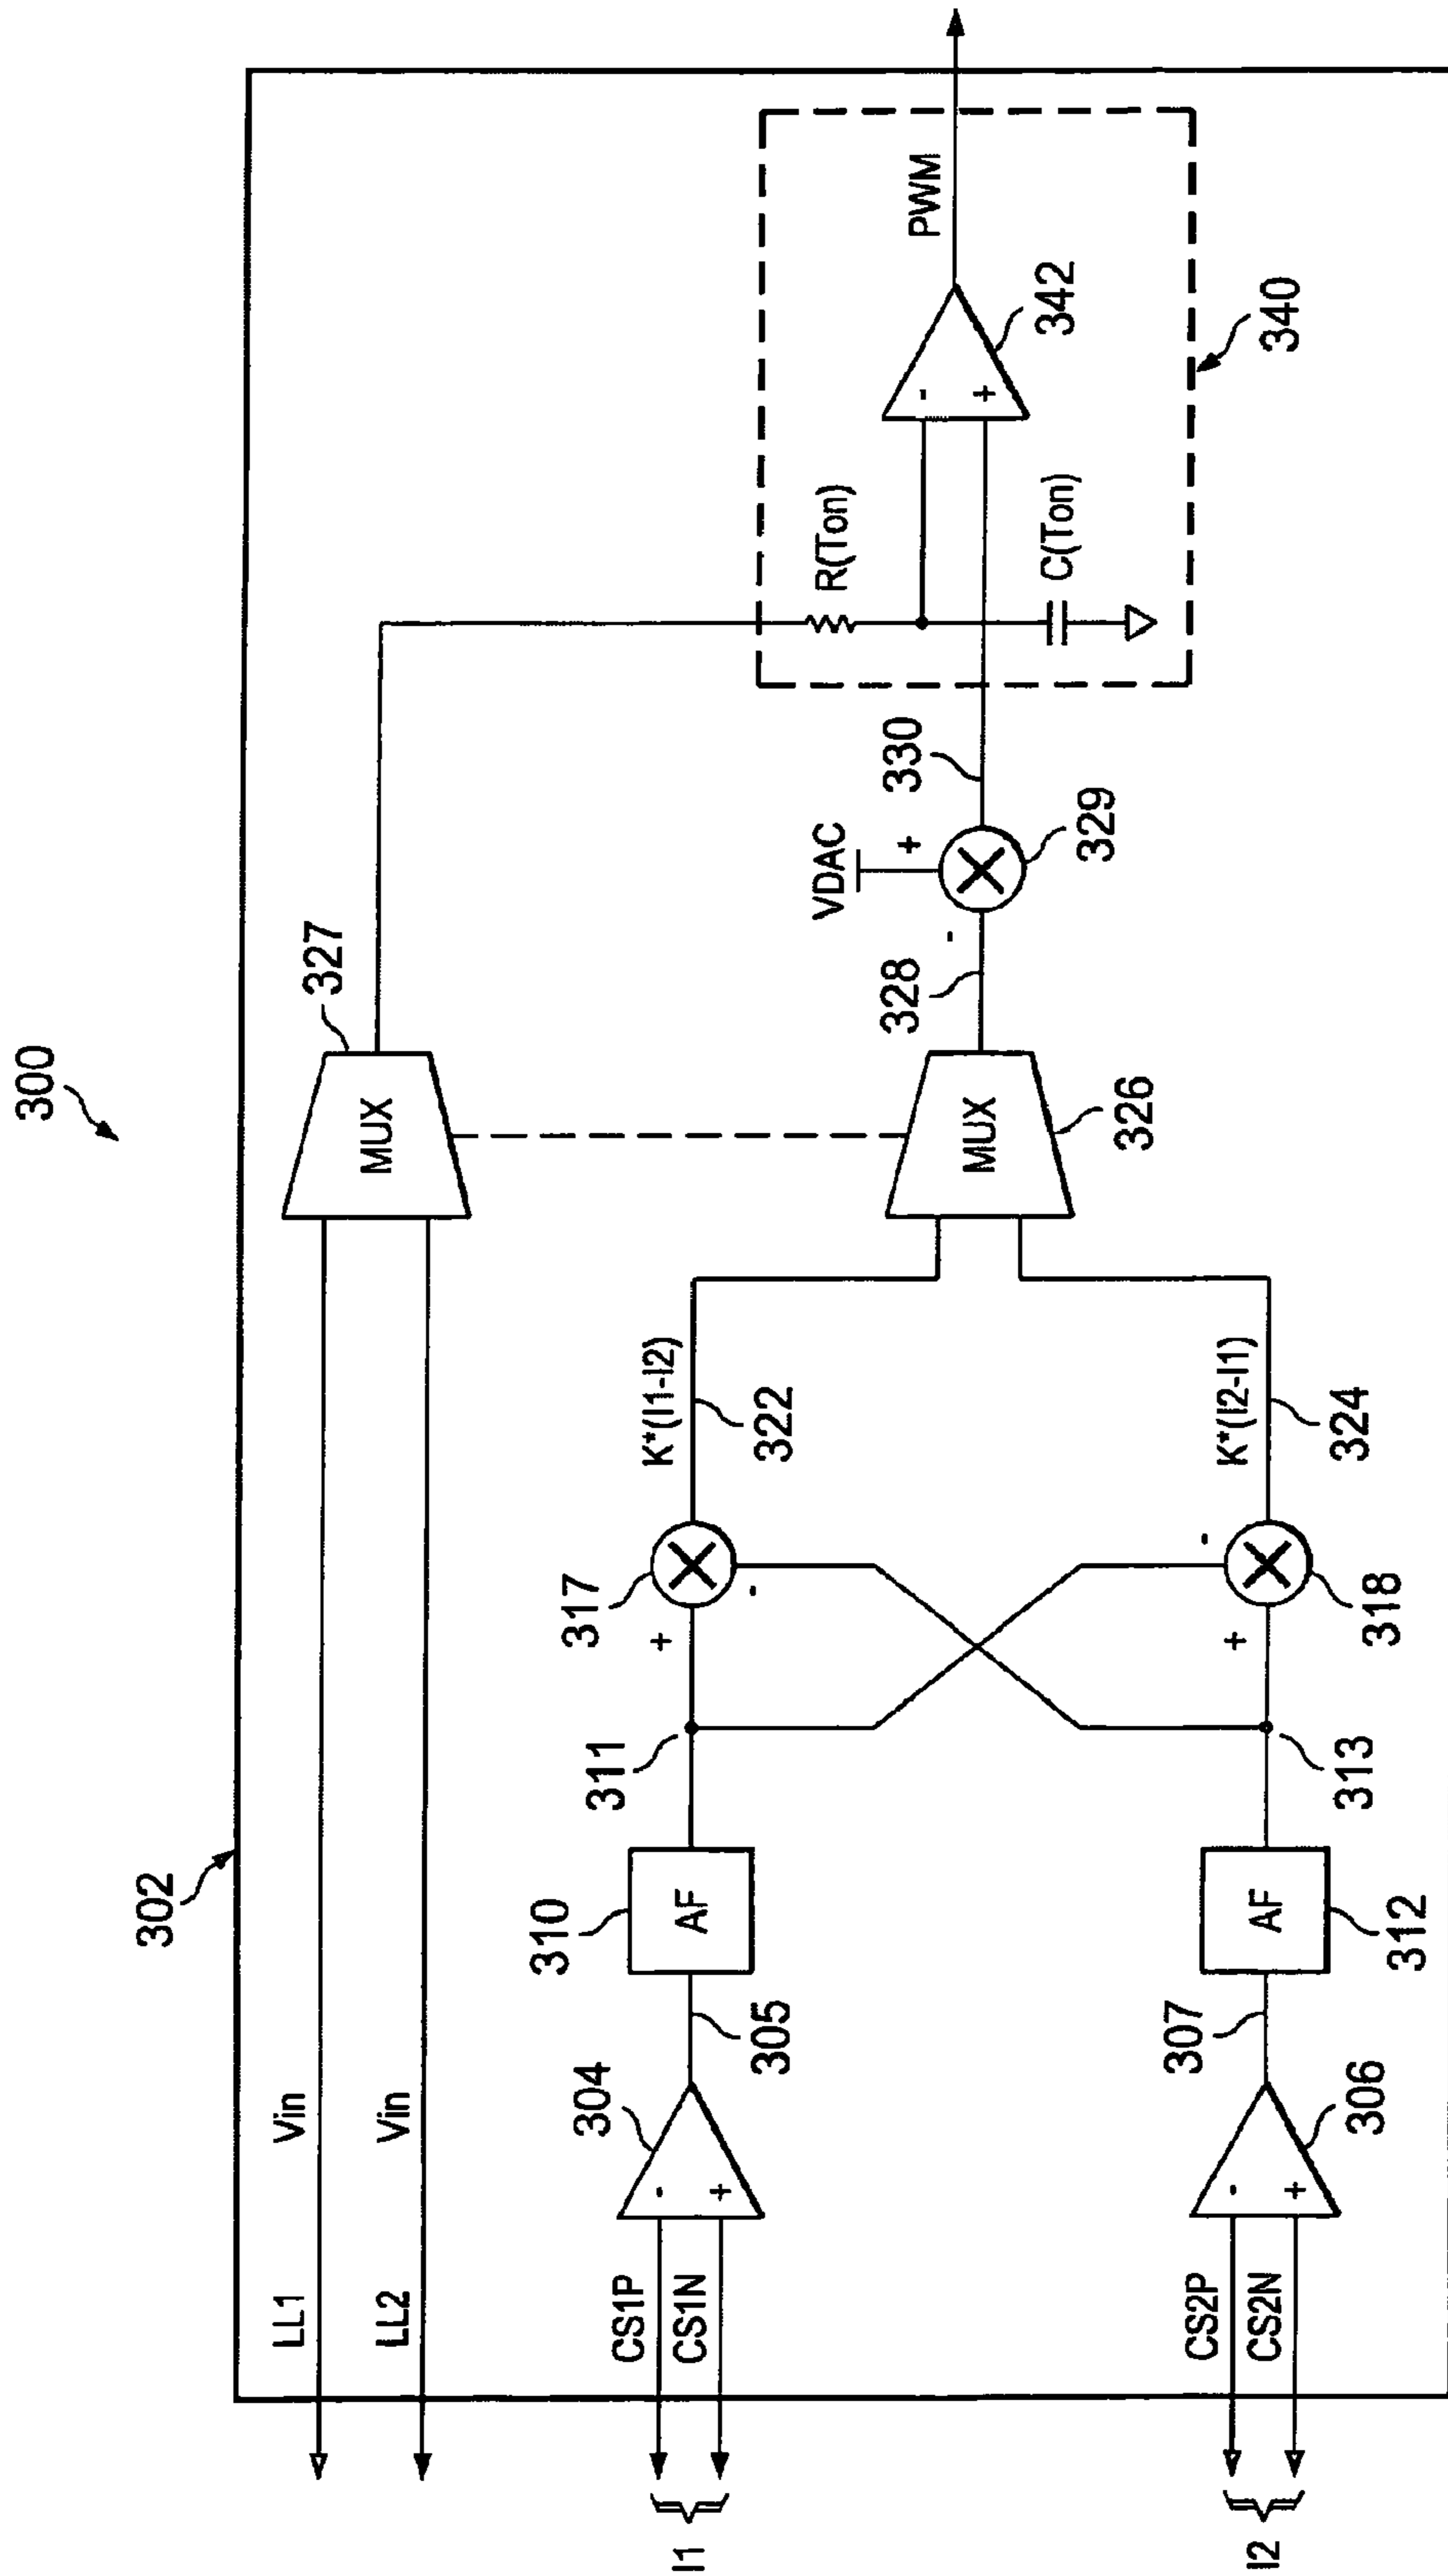 300
302
LL1
Vin
LL2
Vin
MUX
327
I1
CS1P
CS1N
-
+
304
305
AF
310
311
+
-
317
K*(I1-I2)
322
I2
CS2P
CS2N
-
+
306
307
AF
312
313
+
-
318
K*(I2-I1)
324
MUX
326
328
-
VDAC
+
329
330
R(Ton)
C(Ton)
-
+
342
PWM
340